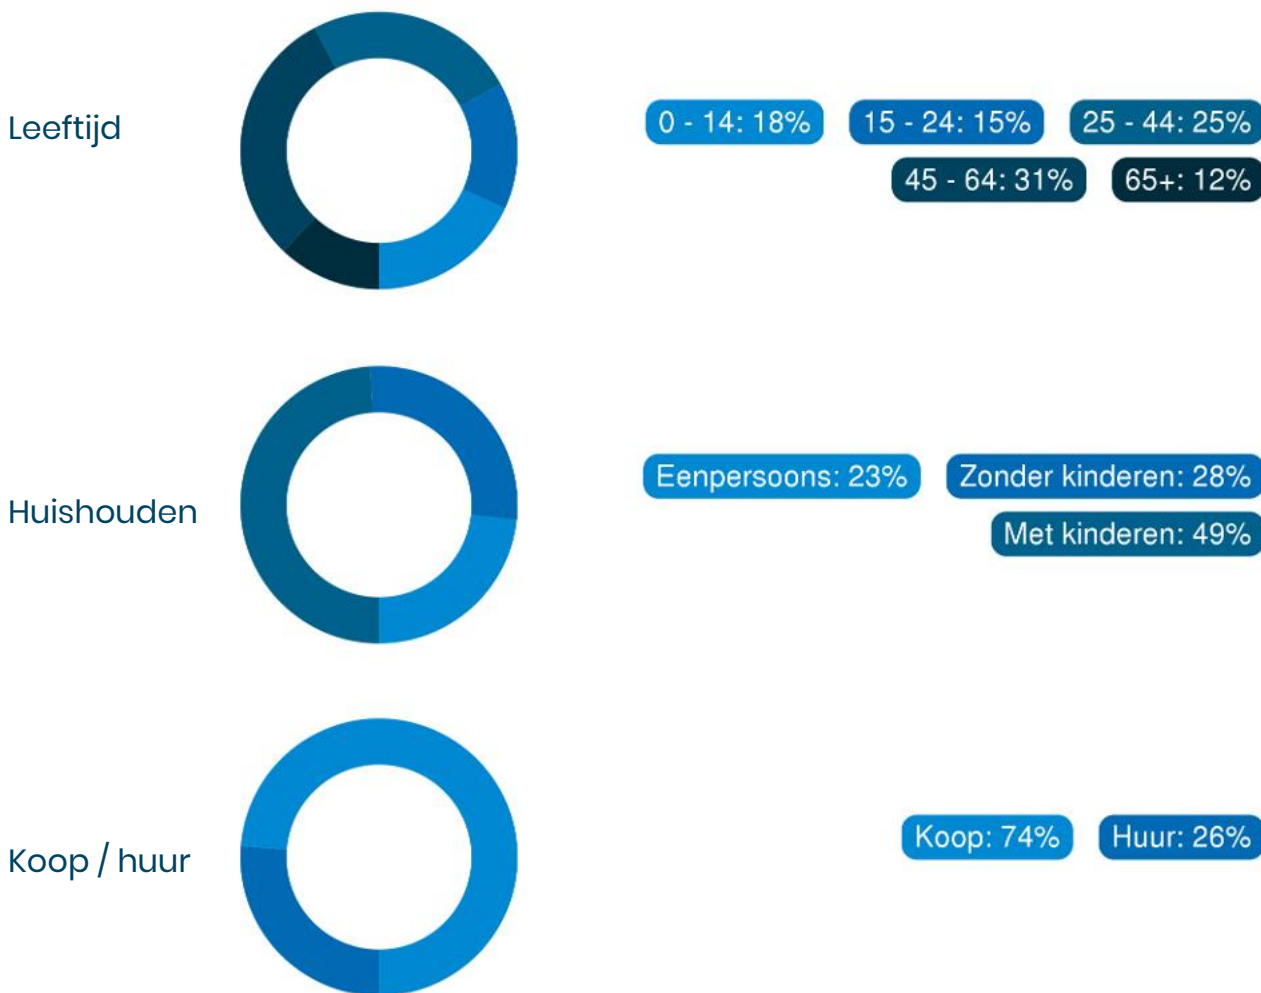 Leeftijd
0 - 14: 18% 15 - 24: 15% 25 - 44: 25%
45 - 64: 31% 65+: 12%
Huishouden
Eenpersoons: 23% Zonder kinderen: 28%
Met kinderen: 49%
Koop / huur
Koop: 74% Huur: 26%